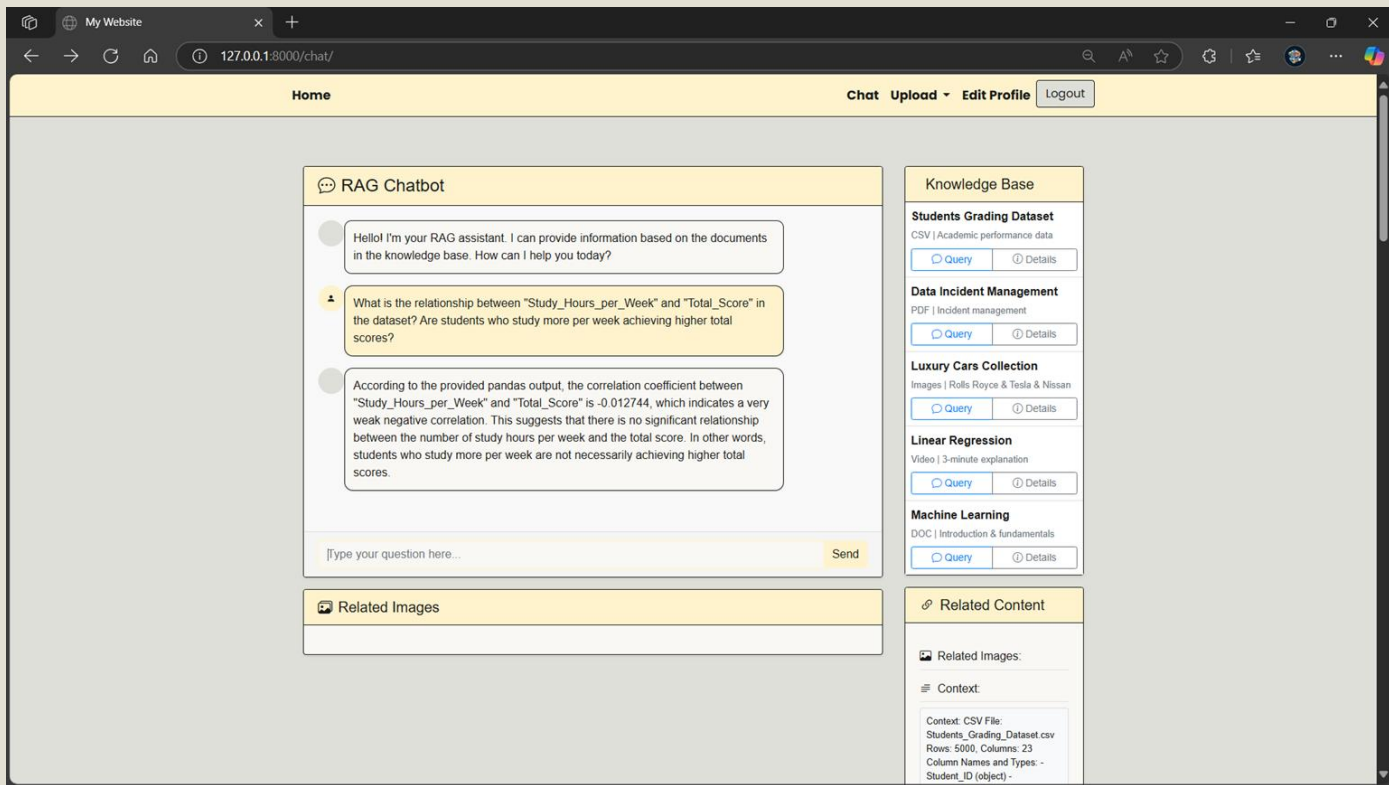 My Website
127.0.0.1:8000/chat/
Home
Chat Upload Edit Profile Logout
RAG Chatbot
Hello! I'm your RAG assistant. I can provide information based on the documents
in the knowledge base. How can I help you today?
What is the relationship between "Study_Hours_per_Week" and "Total_Score" in
the dataset? Are students who study more per week achieving higher total
scores?
According to the provided pandas output, the correlation coefficient between
"Study_Hours_per_Week" and "Total_Score" is -0.012744, which indicates a very
weak negative correlation. This suggests that there is no significant relationship
between the number of study hours per week and the total score. In other words,
students who study more per week are not necessarily achieving higher total
scores.
Type your question here...
Send
Related Images
Knowledge Base
Students Grading Dataset
CSV | Academic performance data
Query Details
Data Incident Management
PDF | Incident management
Query Details
Luxury Cars Collection
Images | Rolls Royce & Tesla & Nissan
Query Details
Linear Regression
Video | 3-minute explanation
Query Details
Machine Learning
DOC | Introduction & fundamentals
Query Details
Related Content
Related Images:
Context:
Context: CSV File:
Students_Grading_Dataset.csv
Rows: 5000, Columns: 23
Column Names and Types: -
Student_ID (object) -